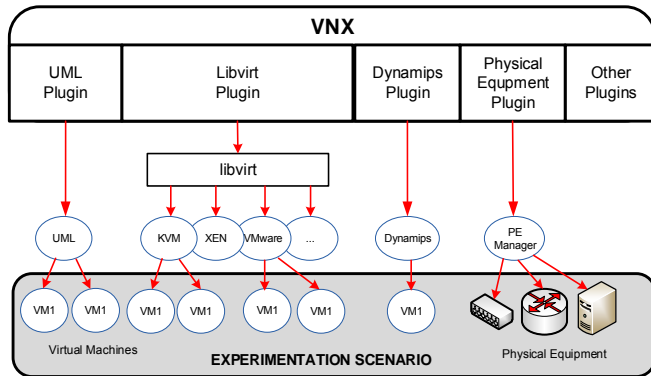 VNX
UML
Plugin
Libvirt
Plugin
Dynamips
Plugin
Physical
Equpment
Plugin
Other
Plugins
libvirt
UML
KVM
XEN
VMware
...
Dynamips
PE
Manager
VM1
VM1
VM1
VM1
VM1
VM1
VM1
Virtual Machines
EXPERIMENTATION SCENARIO
Physical Equipment